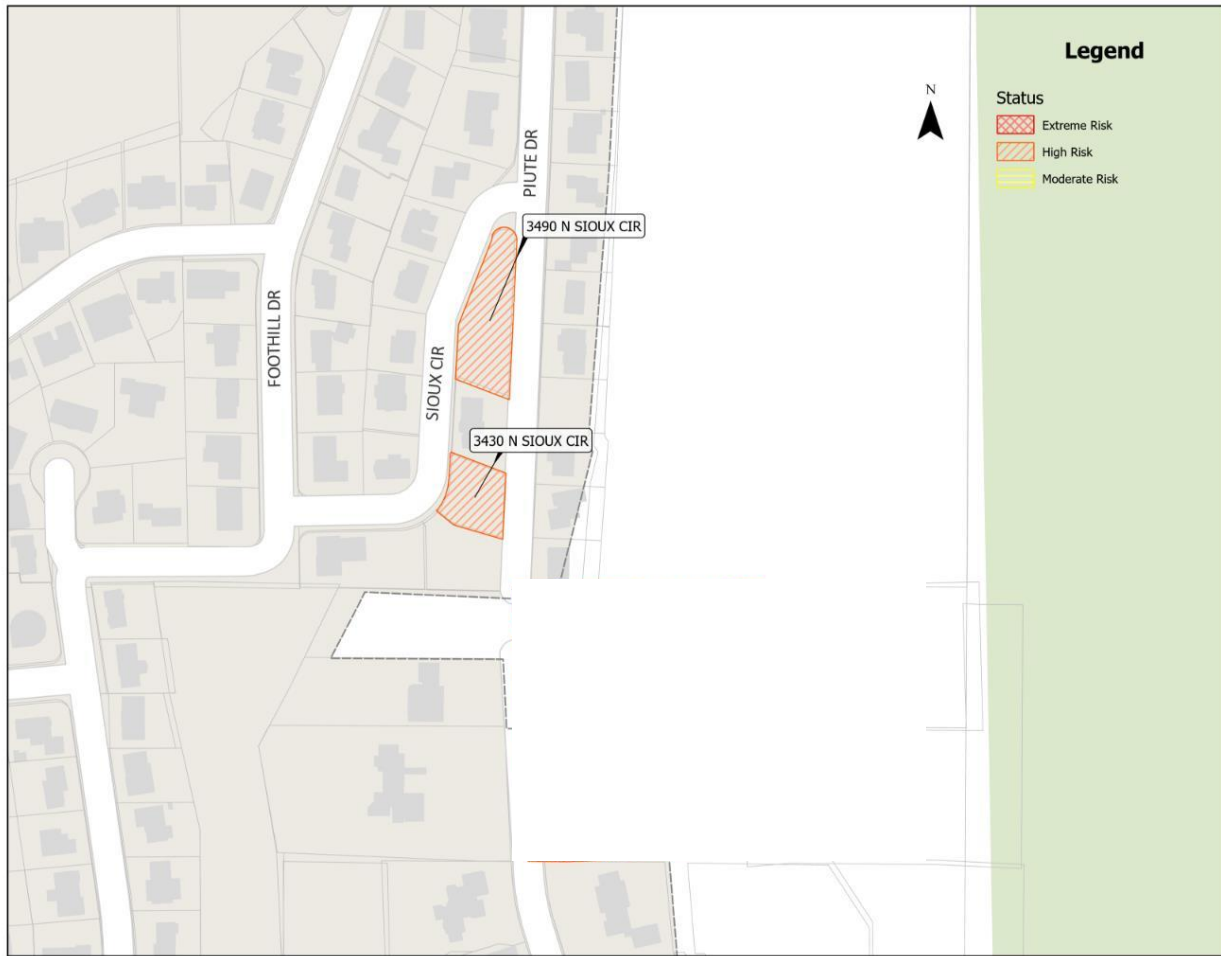 Legend
Status
Extreme Risk
High Risk
Moderate Risk
N
PIUTE DR
3490 N SIOUX CIR
FOOTHILL DR
SIOUX CIR
3430 N SIOUX CIR